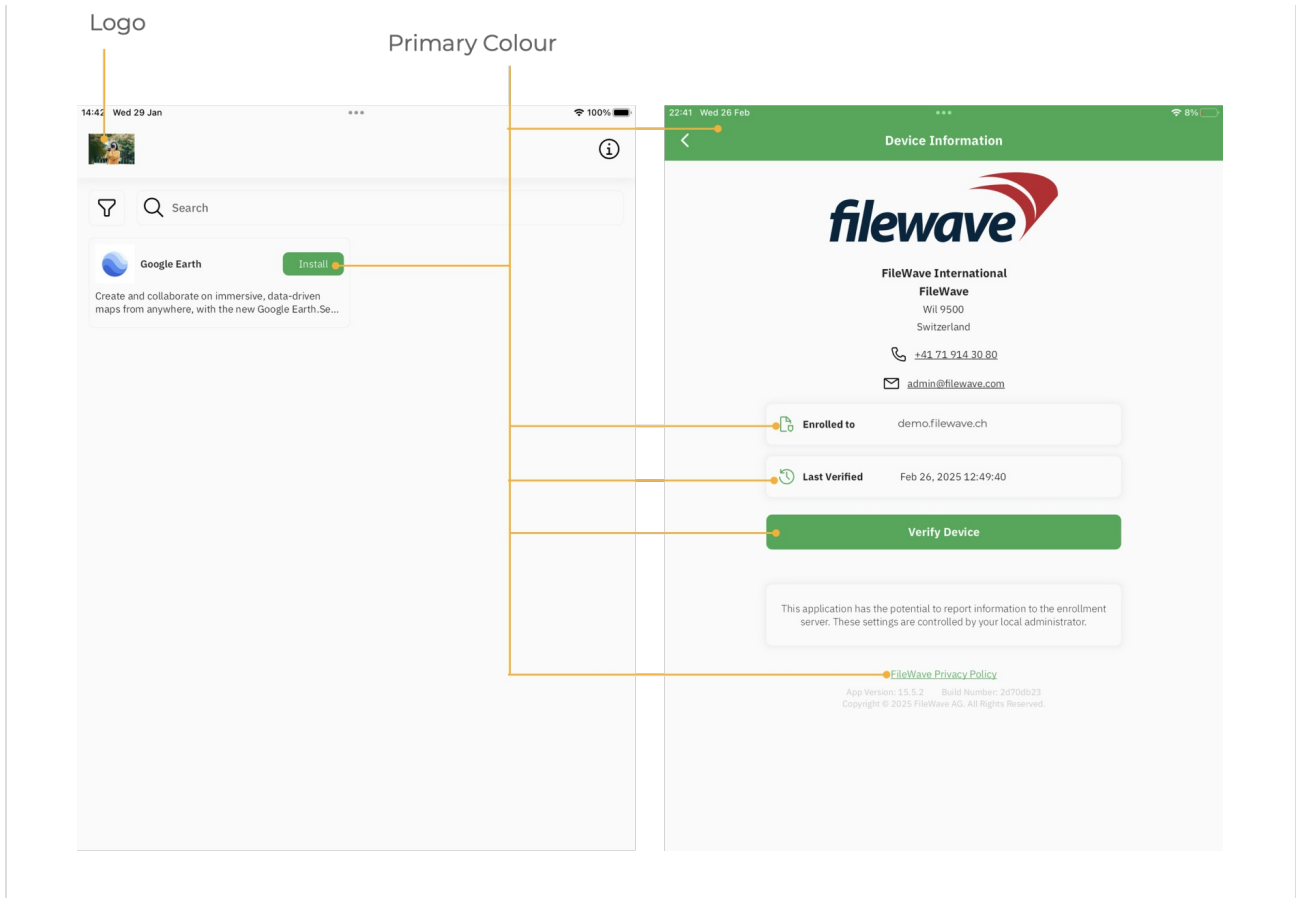 Logo
Primary Colour
14:42 Wed 29 Jan
100%
Search
Google Earth
Install
Create and collaborate on immersive, data-driven
maps from anywhere, with the new Google Earth.Se...
22:41 Wed 26 Feb
8%
Device Information
filewave
FileWave International
FileWave
Wil 9500
Switzerland
+41 71 914 30 80
admin@filewave.com
Enrolled to demo.filewave.ch
Last Verified Feb 26, 2025 12:49:40
Verify Device
This application has the potential to report information to the enrollment
server. These settings are controlled by your local administrator.
FileWave Privacy Policy
App Version: 15.5.2 Build Number: 2d70db23
Copyright © 2025 FileWave AG. All Rights Reserved.